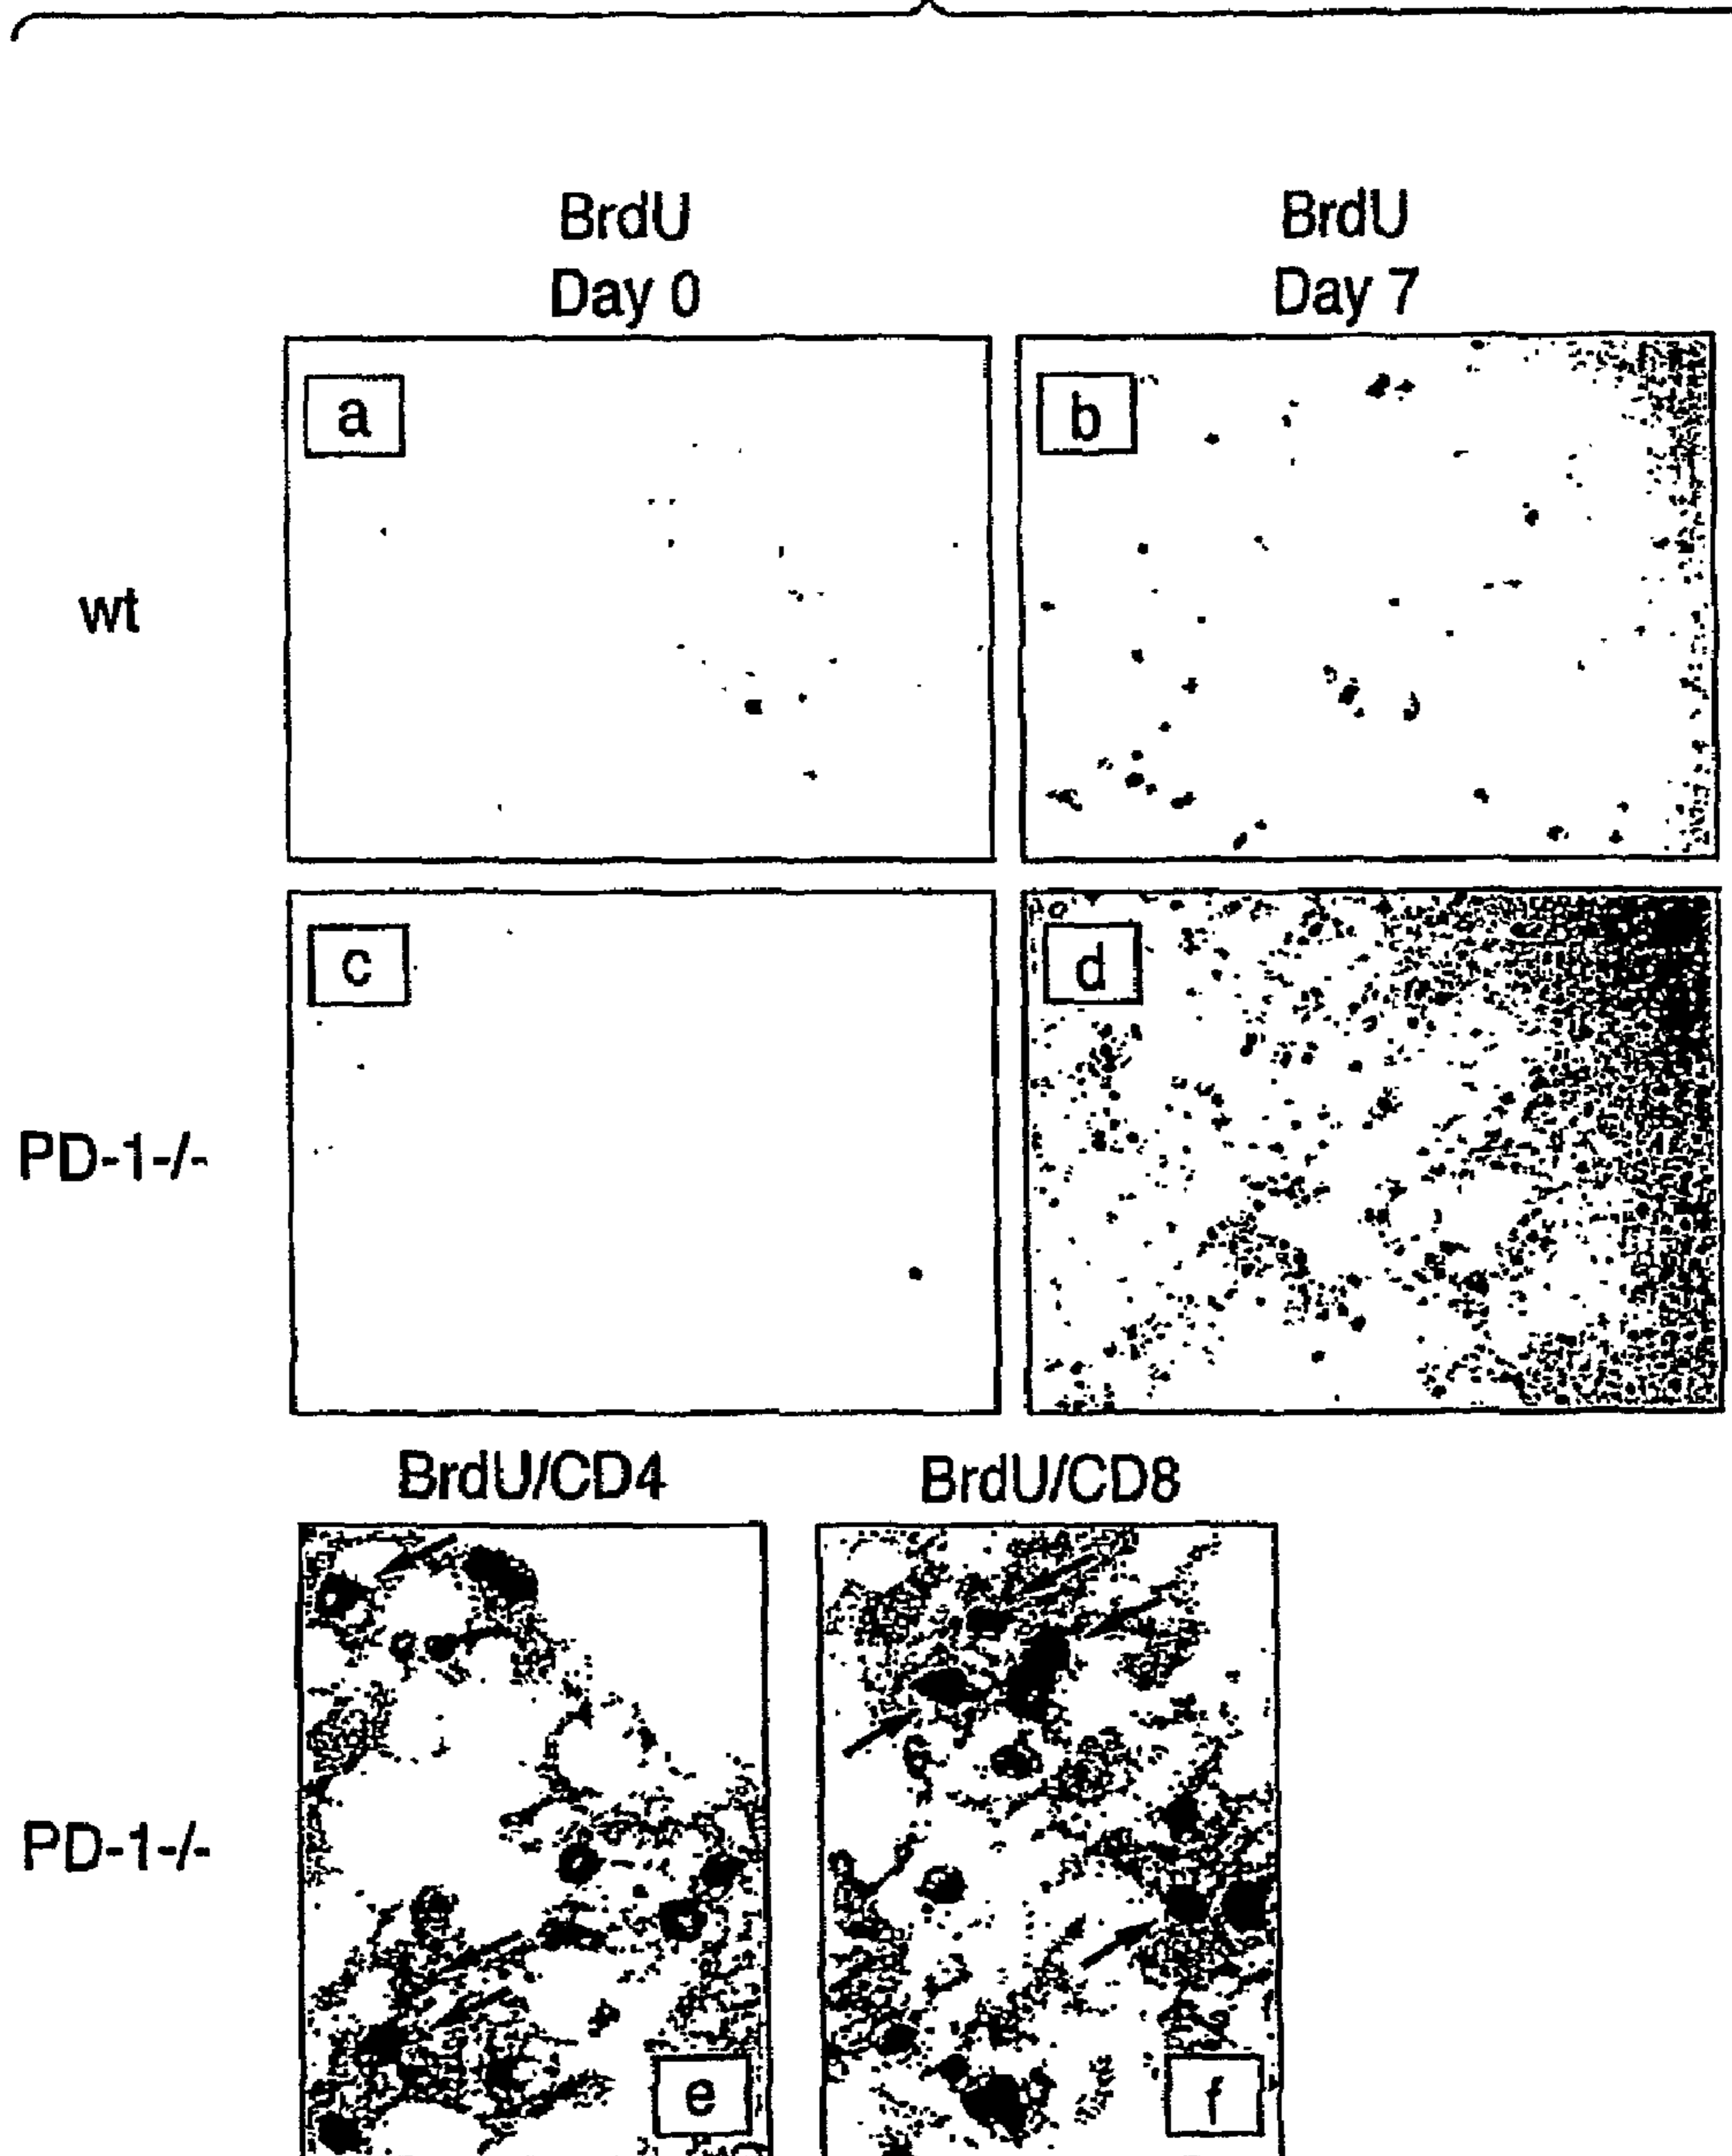 BrdU
Day 0
BrdU
Day 7
wt
a
b
PD-1-/-
c
d
BrdU/CD4
BrdU/CD8
PD-1-/-
e
f